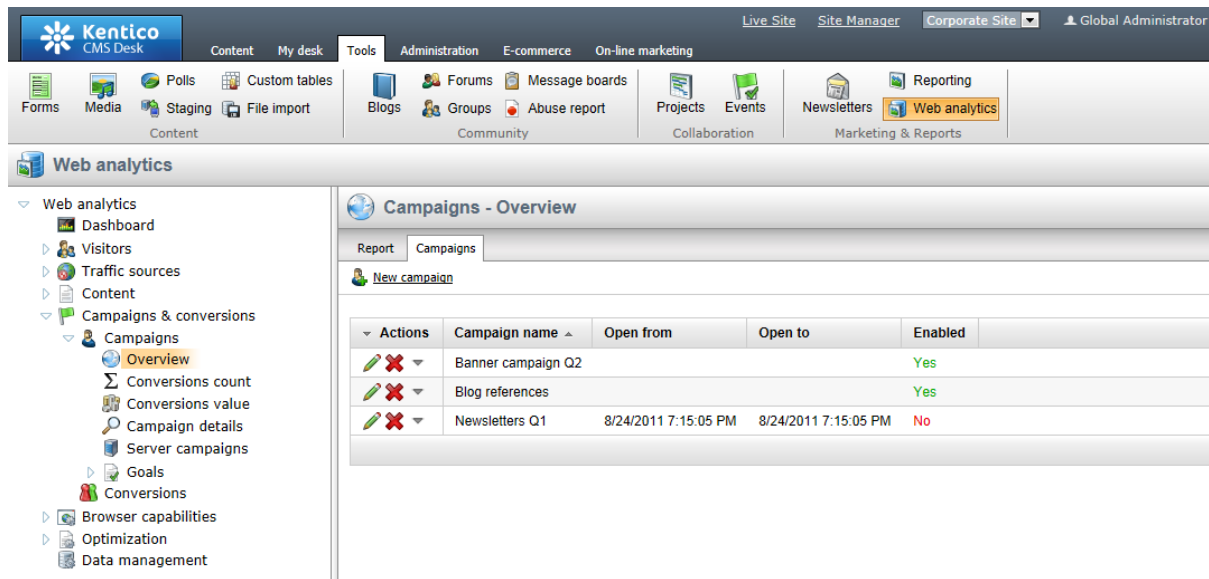 Live Site Site Manager Corporate Site Global Administrator
Kentico
CMS Desk
Content My desk Tools Administration E-commerce On-line marketing
Forms Media Polls Custom tables Blogs Forums Message boards Projects Events Newsletters Reporting
Staging File import Groups Abuse report Web analytics
Content Community Collaboration Marketing & Reports
Web analytics
Web analytics
Dashboard
Visitors
Traffic sources
Content
Campaigns & conversions
Campaigns
Overview
Conversions count
Conversions value
Campaign details
Server campaigns
Goals
Conversions
Browser capabilities
Optimization
Data management
Campaigns - Overview
Report Campaigns
New campaign
Actions Campaign name Open from Open to Enabled
Banner campaign Q2 Yes
Blog references Yes
Newsletters Q1 8/24/2011 7:15:05 PM 8/24/2011 7:15:05 PM No